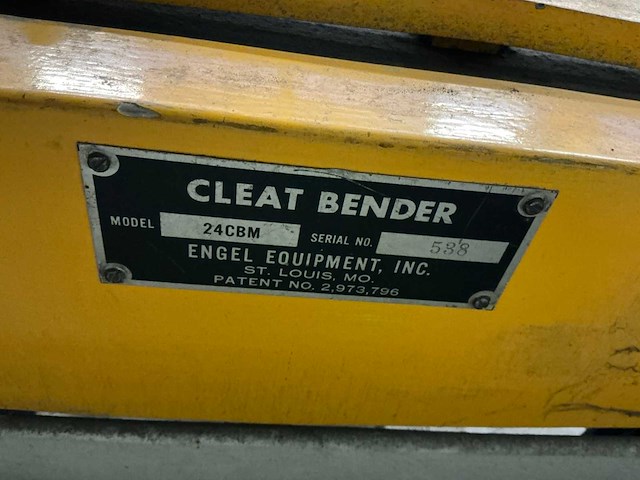 CLEAT BENDER
MODEL 24CBM SERIAL NO. 538
ENGEL EQUIPMENT, INC.
ST. LOUIS, MO.
PATENT NO. 2,973,796